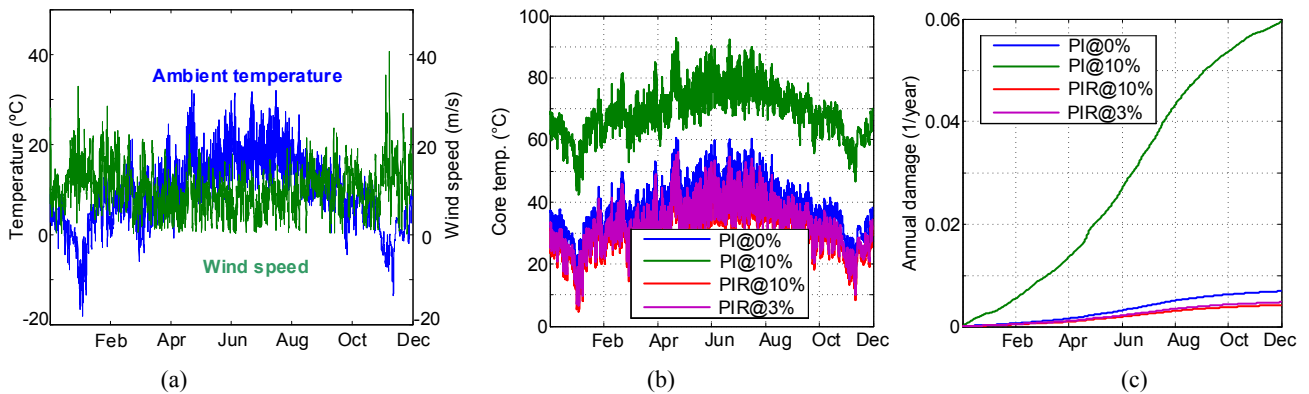 40
20
0
-20
Temperature (°C)
Ambient temperature
Wind speed
40
20
0
20
Wind speed (m/s)
Feb Apr Jun Aug Oct Dec
(a)
100
80
60
40
20
0
Core temp. (°C)
PI@0%
PI@10%
PIR@10%
PIR@3%
Feb Apr Jun Aug Oct Dec
(b)
0.06
0.04
0.02
0
Annual damage (1/year)
PI@0%
PI@10%
PIR@10%
PIR@3%
Feb Apr Jun Aug Oct Dec
(c)